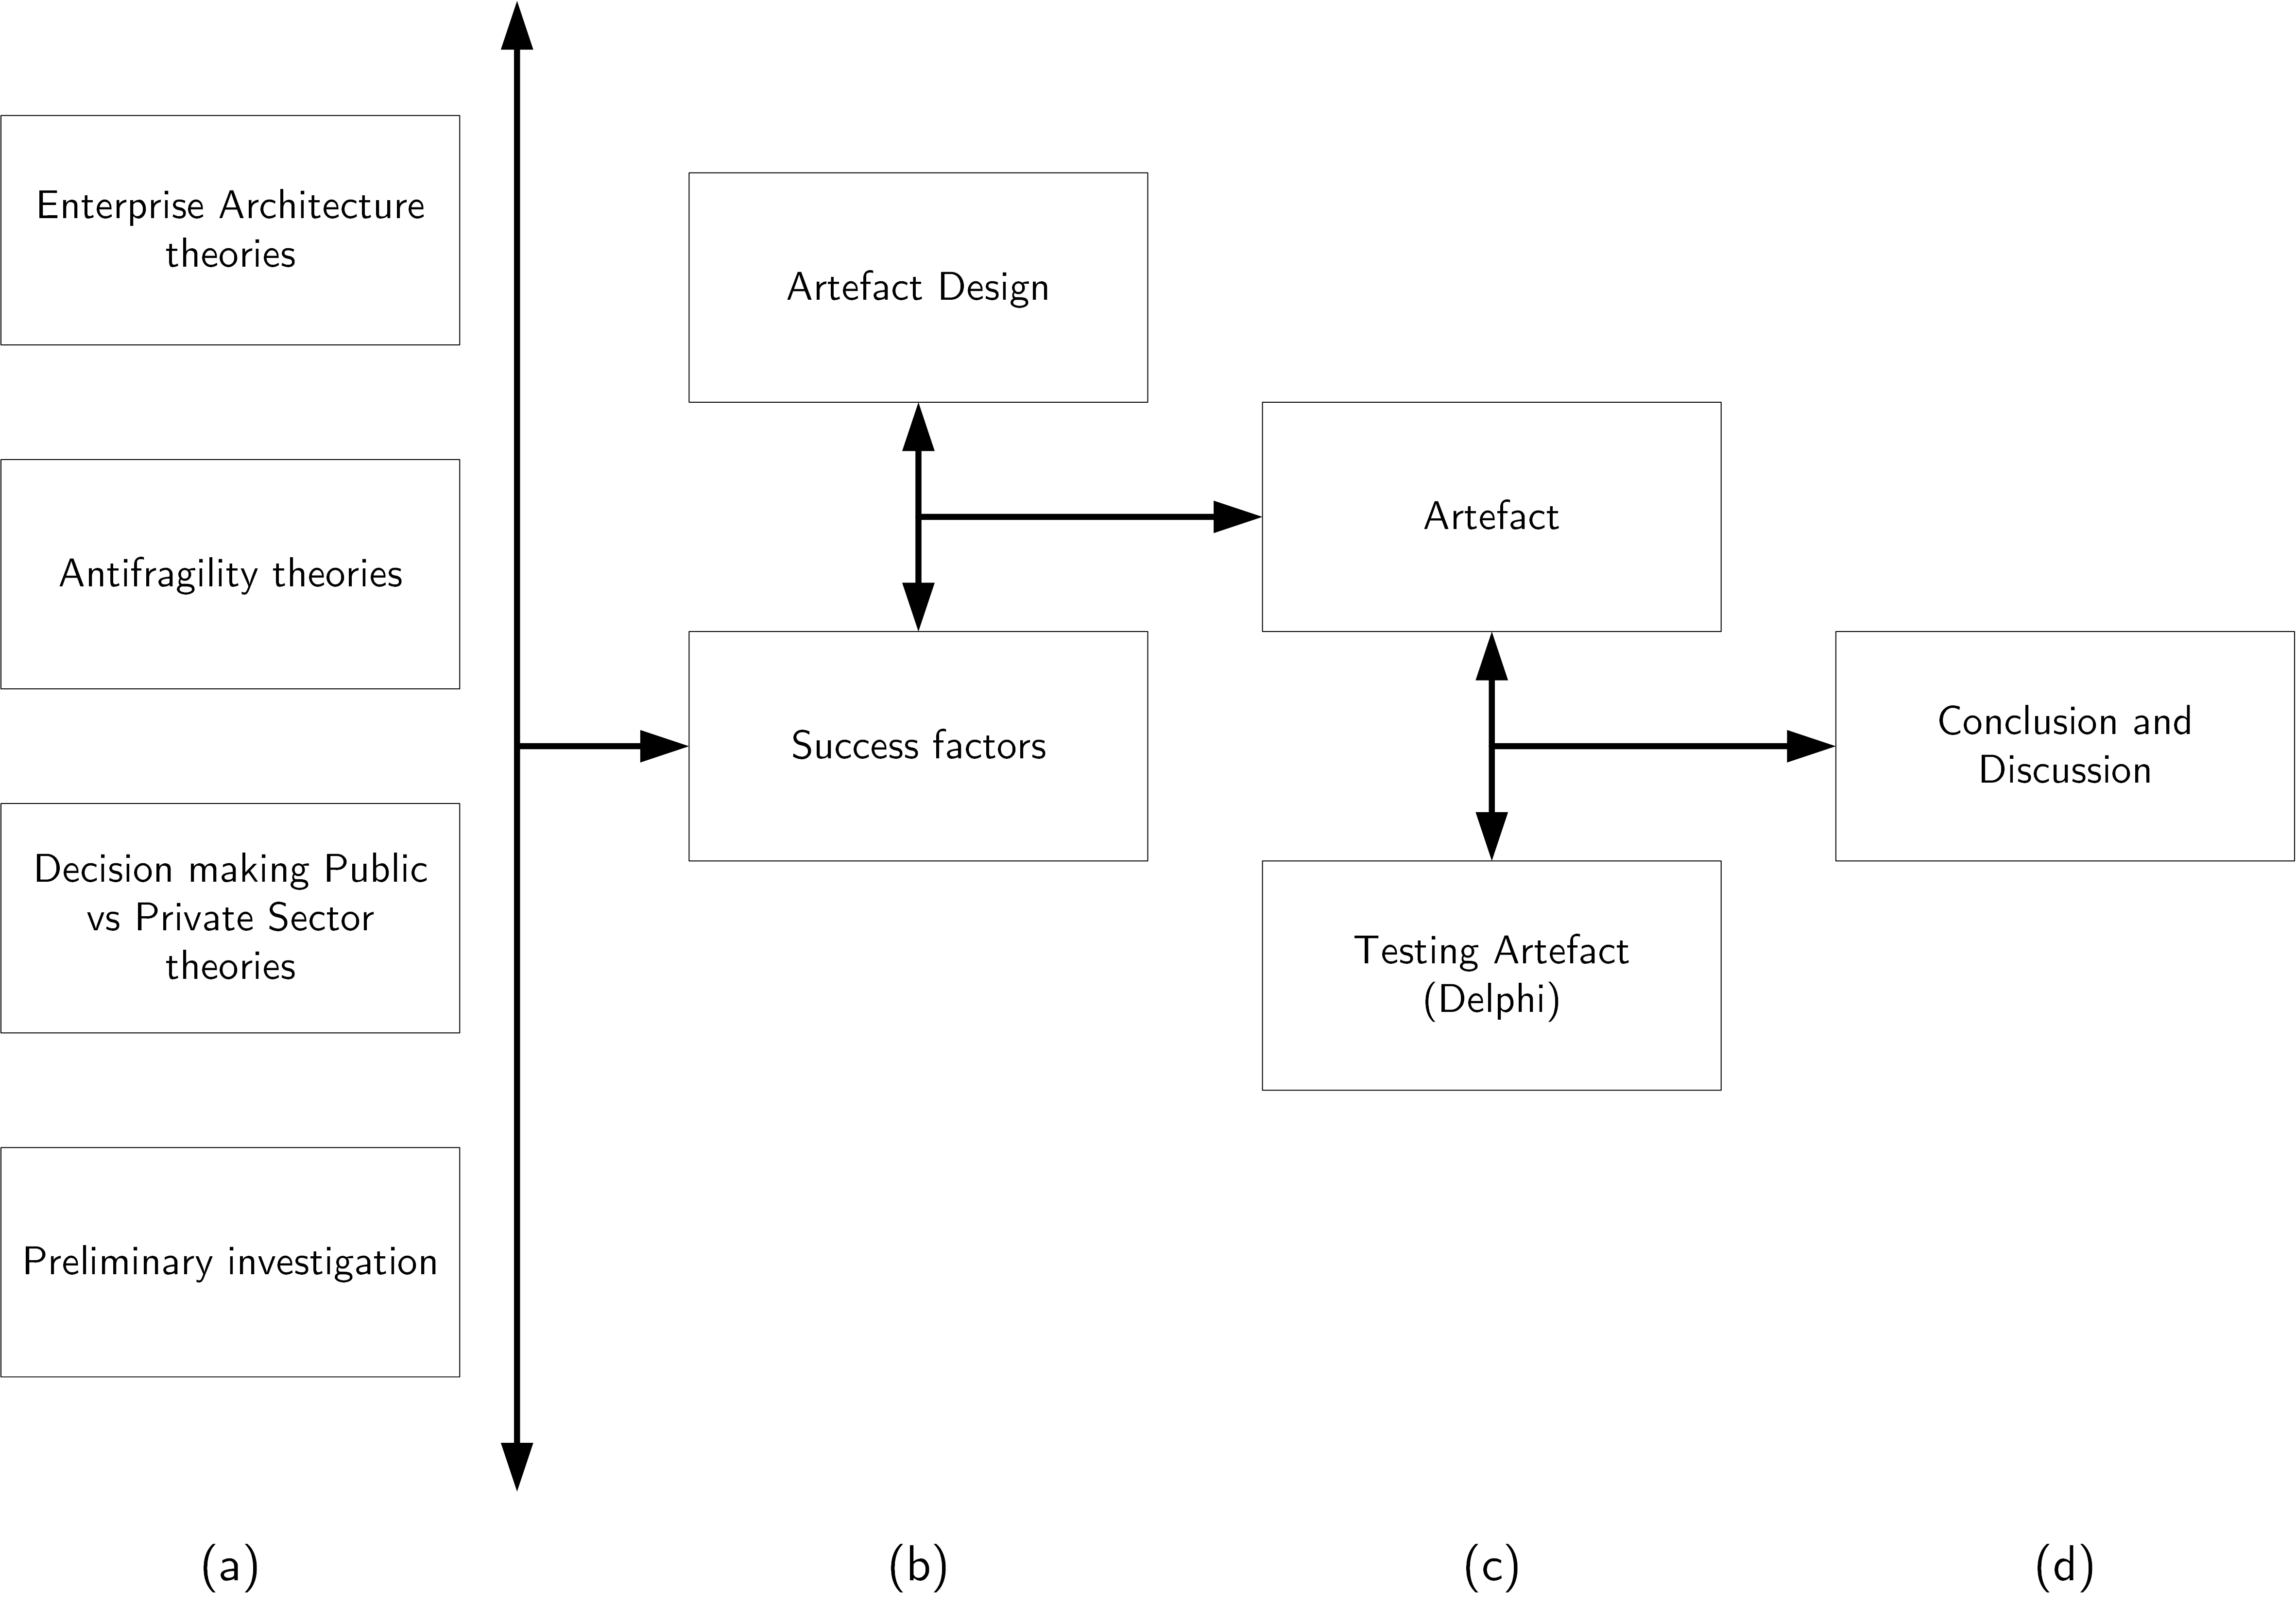 Enterprise Architecture
theories
Antifragility theories
Decision making Public
vs Private Sector
theories
Preliminary investigation
Artefact Design
Success factors
Artefact
Testing Artefact
(Delphi)
Conclusion and
Discussion
(a)
(b)
(c)
(d)